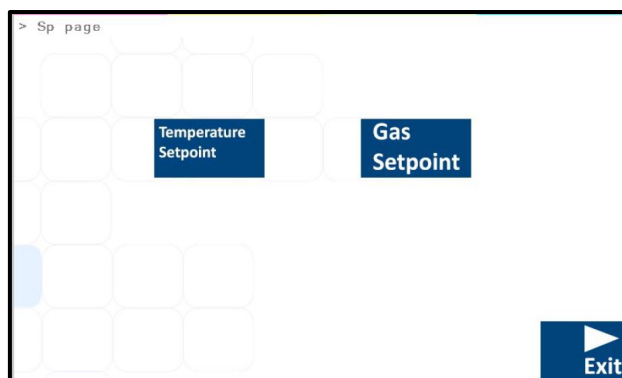 > Sp page
Temperature
Setpoint
Gas
Setpoint
Exit